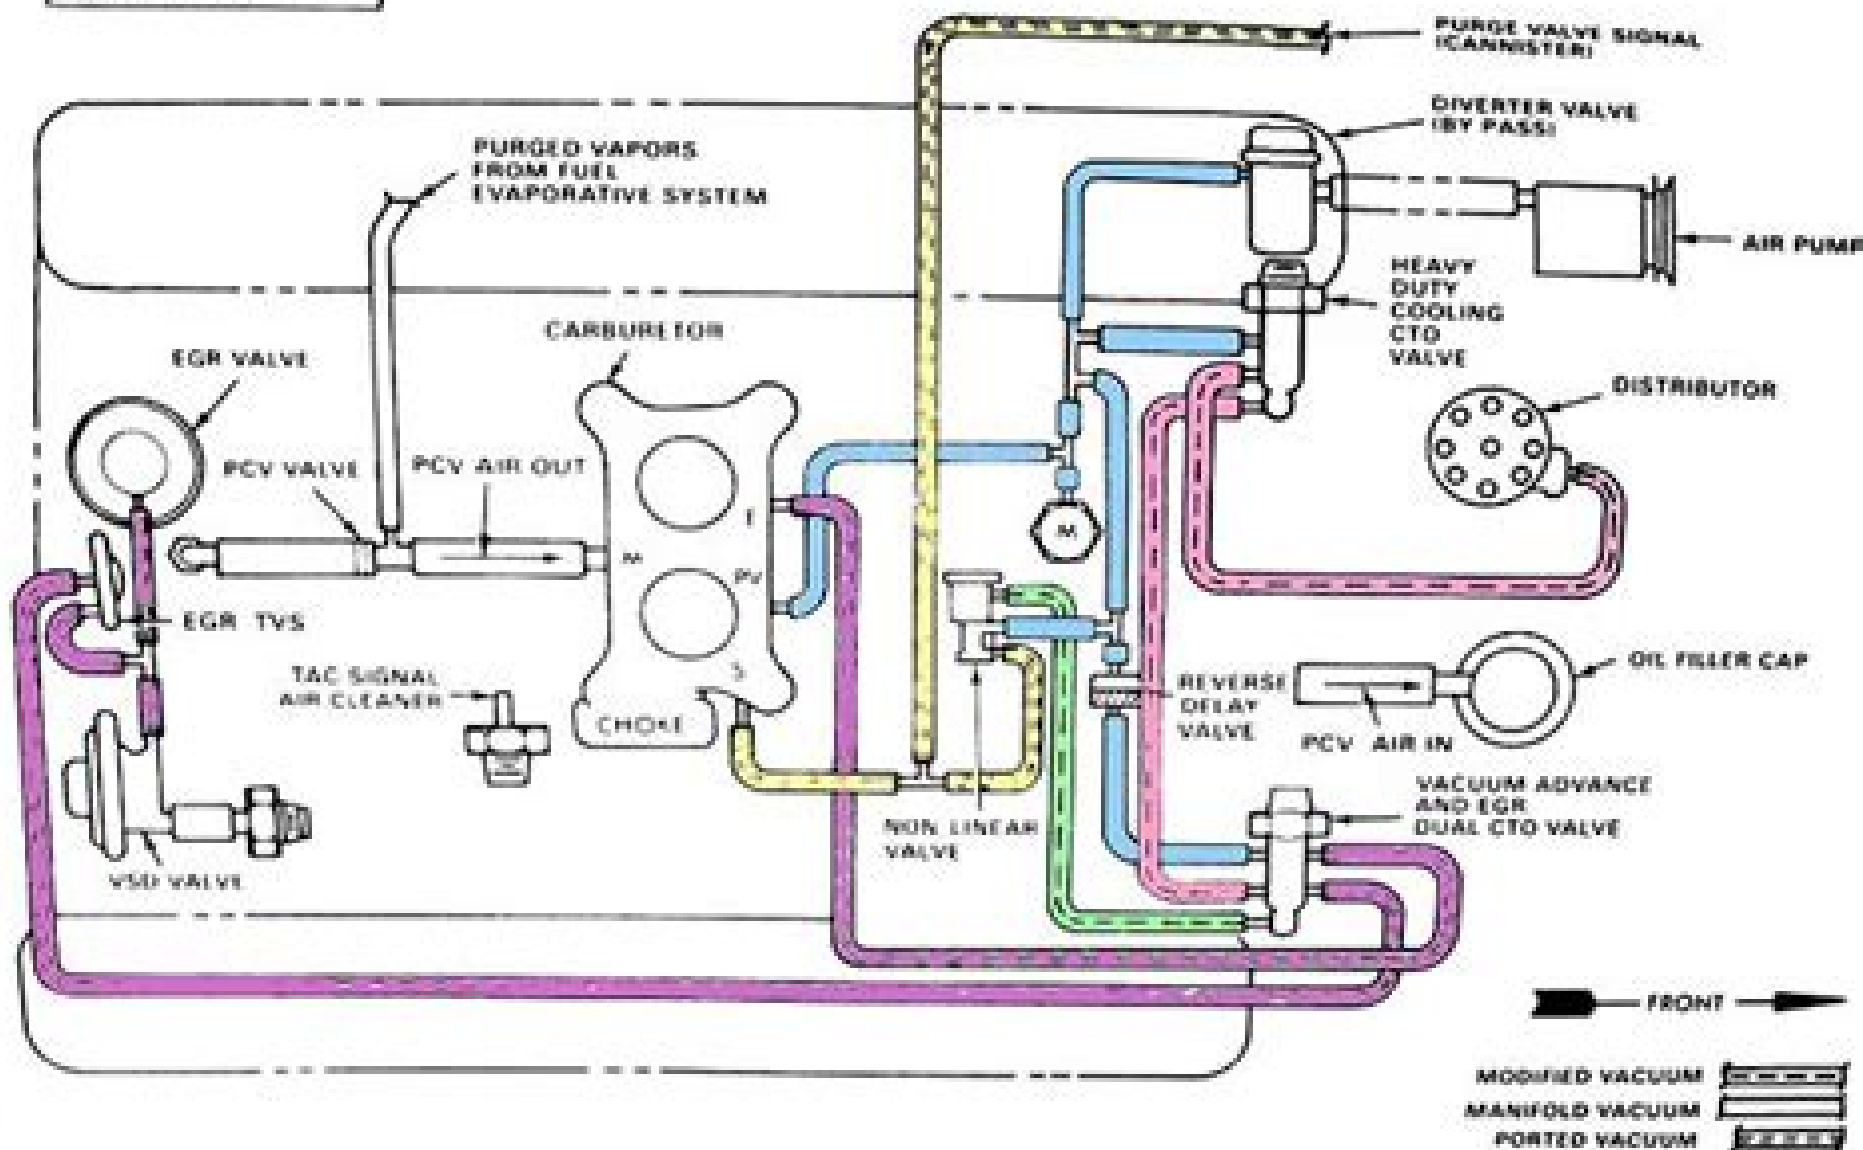 PURGE VALVE SIGNAL
(CANNISTER)
DIVERTER VALVE
(BY PASS)
PURGED VAPORS
FROM FUEL
EVAPORATIVE SYSTEM
AIR PUMP
HEAVY
DUTY
COOLING
CTO
VALVE
CARBURETOR
EGR VALVE
DISTRIBUTOR
PCV VALVE
PCV AIR OUT
E
M
M
PV
EGR TVS
S
TAC SIGNAL
AIR CLEANER
CHOKE
REVERSE
DELAY
VALVE
OIL FILLER CAP
PCV AIR IN
VACUUM ADVANCE
AND EGR
DUAL CTO VALVE
NON LINEAR
VALVE
VSD VALVE
FRONT
MODIFIED VACUUM
MANIFOLD VACUUM
PORTED VACUUM